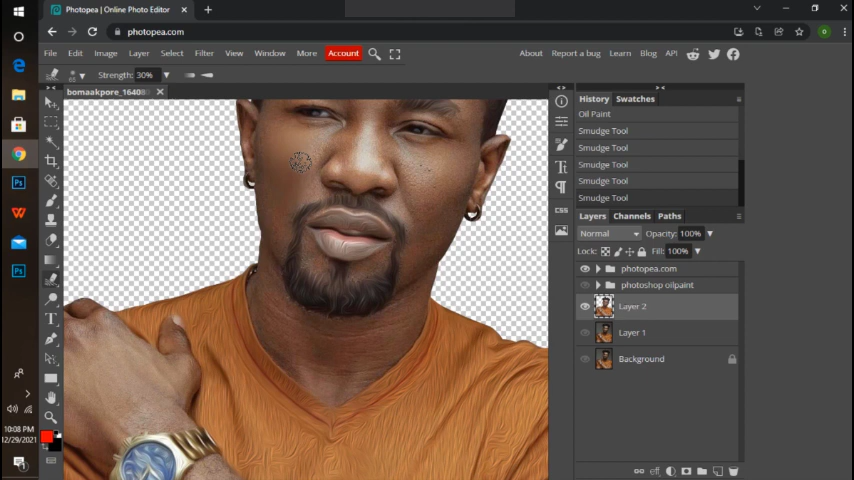 Photopea | Online Photo Editor
photopea.com
File Edit Image Layer Select Filter View Window More Account
About Report a bug Learn Blog API
Strength: 30%
bomaakpore_16408
History Swatches
Oil Paint
Smudge Tool
Smudge Tool
Smudge Tool
Smudge Tool
Smudge Tool
CSS
Layers Channels Paths
Normal Opacity: 100%
Lock: Fill: 100%
photopea.com
photoshop oilpaint
Layer 2
Layer 1
Background
10:08 PM
12/29/2021